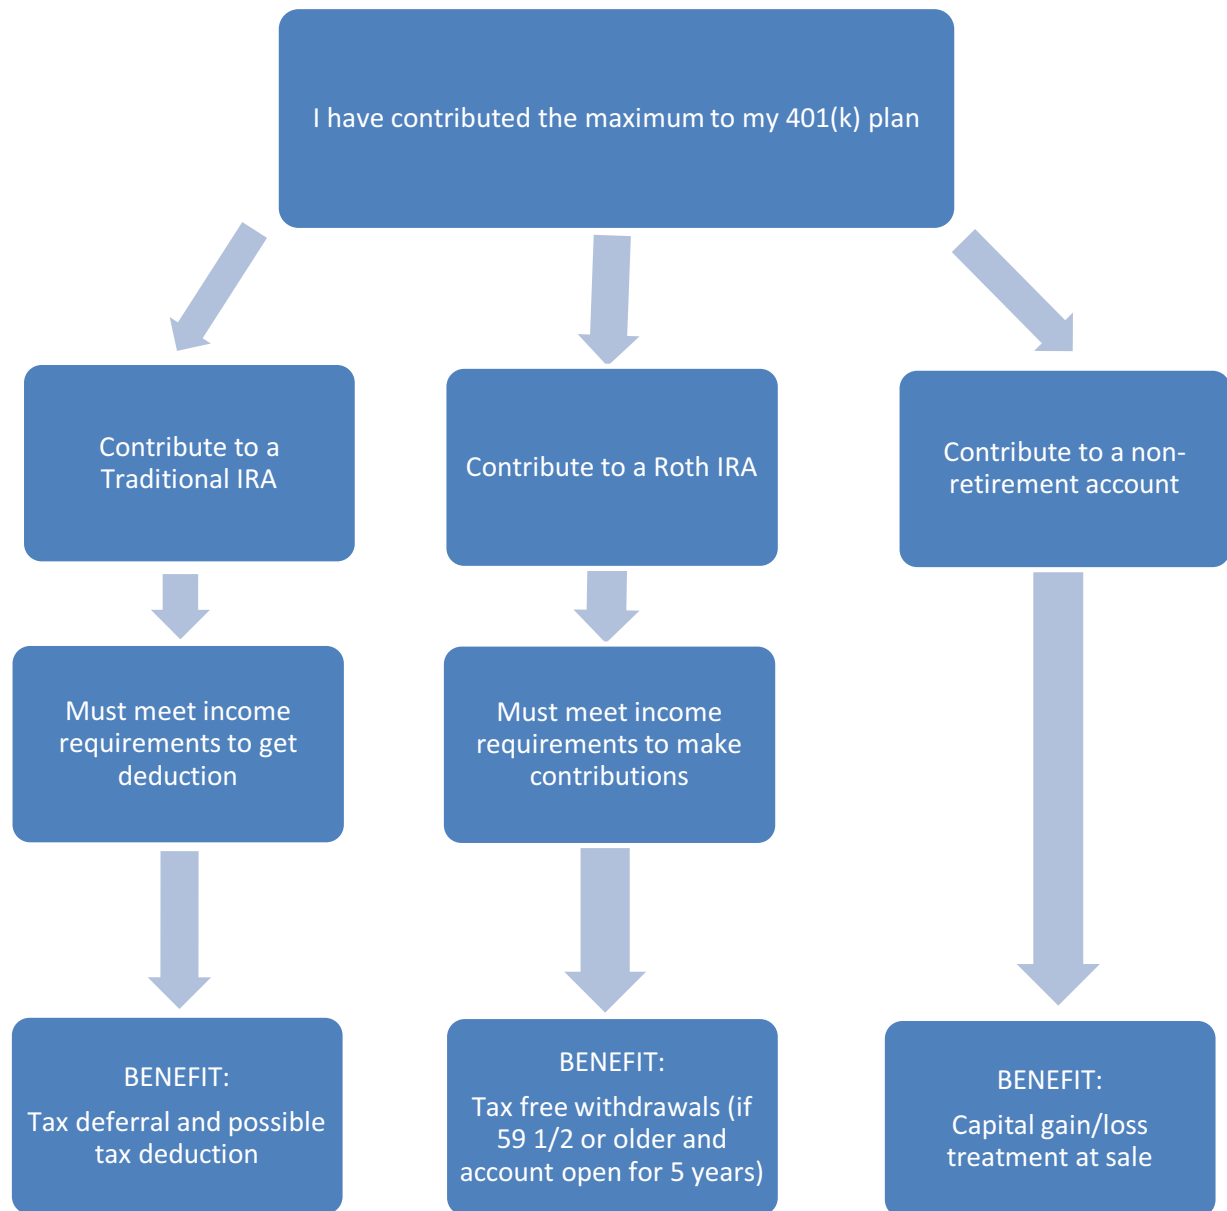 I have contributed the maximum to my 401(k) plan
Contribute to a
Traditional IRA
Contribute to a Roth IRA
Contribute to a non-
retirement account
Must meet income
requirements to get
deduction
Must meet income
requirements to make
contributions
BENEFIT:
Tax deferral and possible
tax deduction
BENEFIT:
Tax free withdrawals (if
59 1/2 or older and
account open for 5 years)
BENEFIT:
Capital gain/loss
treatment at sale